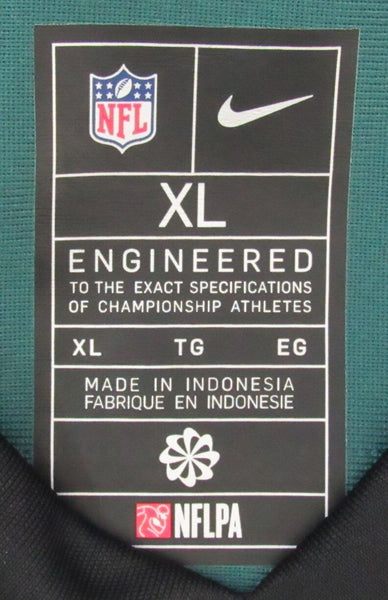 NFL
XL
ENGINEERED
TO THE EXACT SPECIFICATIONS
OF CHAMPIONSHIP ATHLETES
XL TG EG
MADE IN INDONESIA
FABRIQUE EN INDONESIE
NFLPA